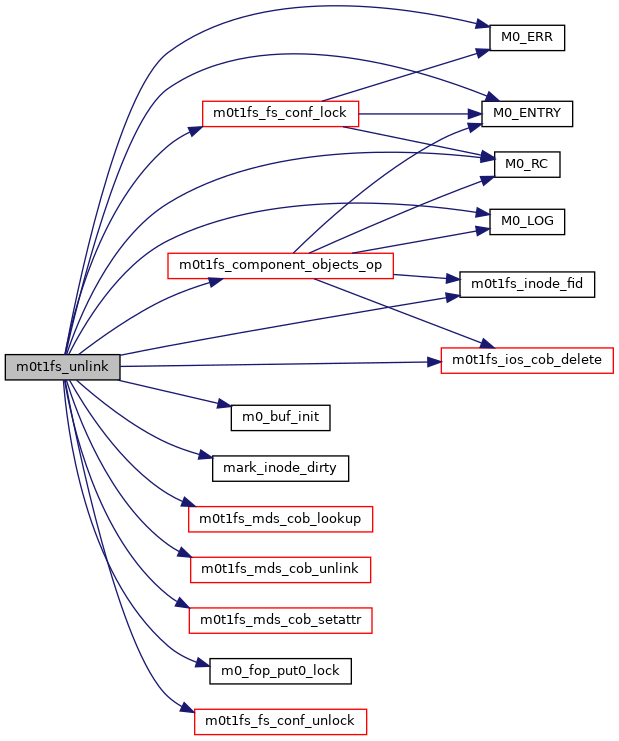 M0_ERR
M0_ENTRY
m0t1fs_fs_conf_lock
M0_RC
M0_LOG
m0t1fs_component_objects_op
m0t1fs_inode_fid
m0t1fs_ios_cob_delete
m0t1fs_unlink
m0_buf_init
mark_inode_dirty
m0t1fs_mds_cob_lookup
m0t1fs_mds_cob_unlink
m0t1fs_mds_cob_setattr
m0_fop_put0_lock
m0t1fs_fs_conf_unlock